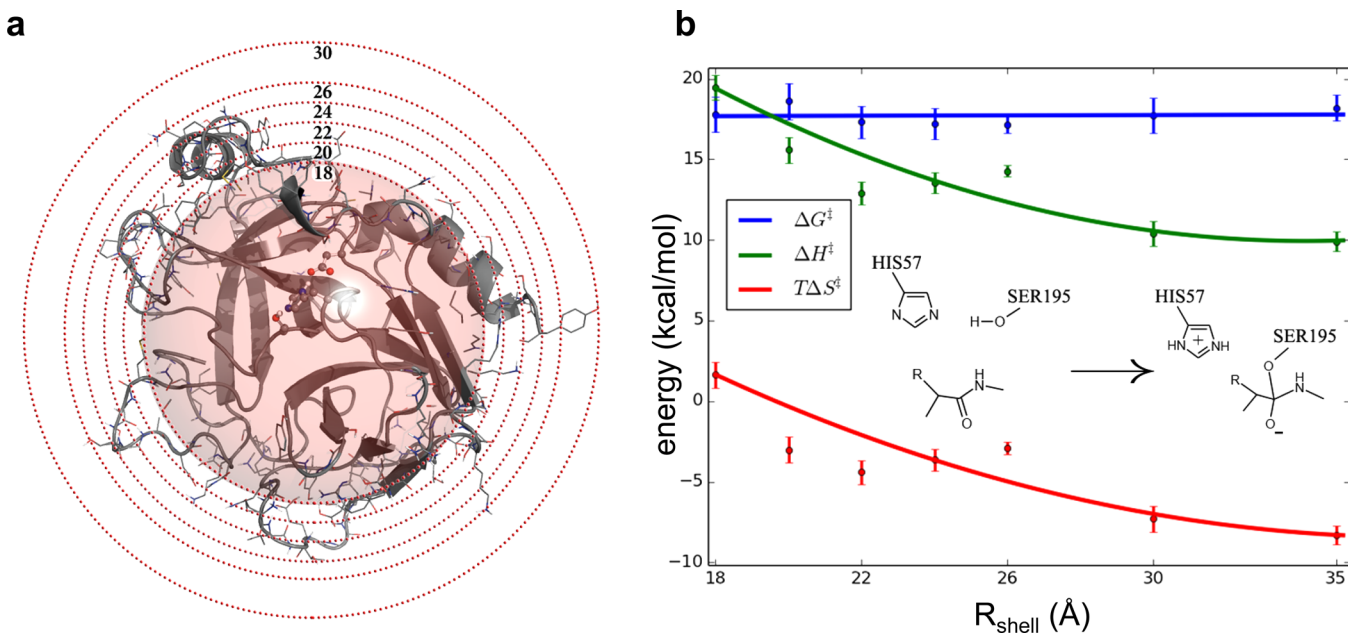 a
30
26
24
22
20
18
b
energy (kcal/mol)
20
15
10
5
0
−5
−10
ΔG‡
ΔH‡
TΔS‡
HIS57
N N
H O
SER195
R
H
N
O
HIS57
HN + NH
SER195
O
R
H
N
O−
18 22 26 30 35
Rshell (Å)